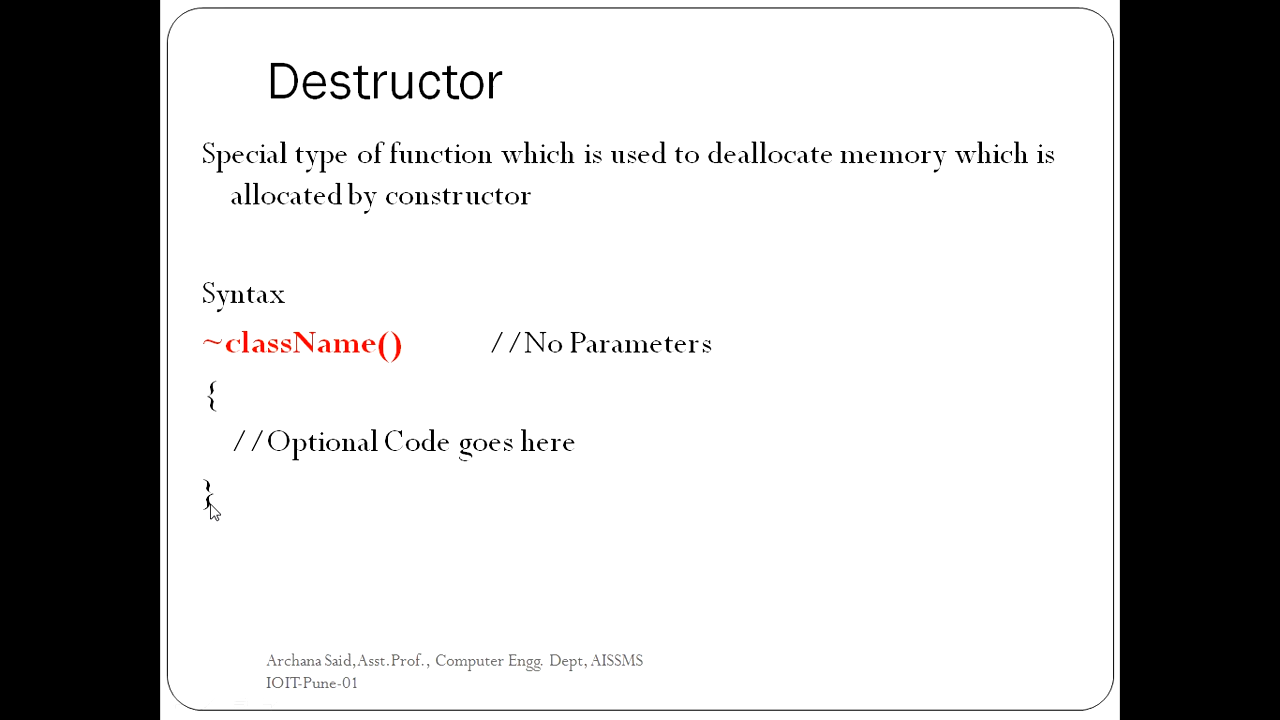 Destructor
Special type of function which is used to deallocate memory which is
allocated by constructor
Syntax
~className() //No Parameters
{
//Optional Code goes here
}
Archana Said,Asst.Prof., Computer Engg. Dept, AISSMS
IOIT-Pune-01